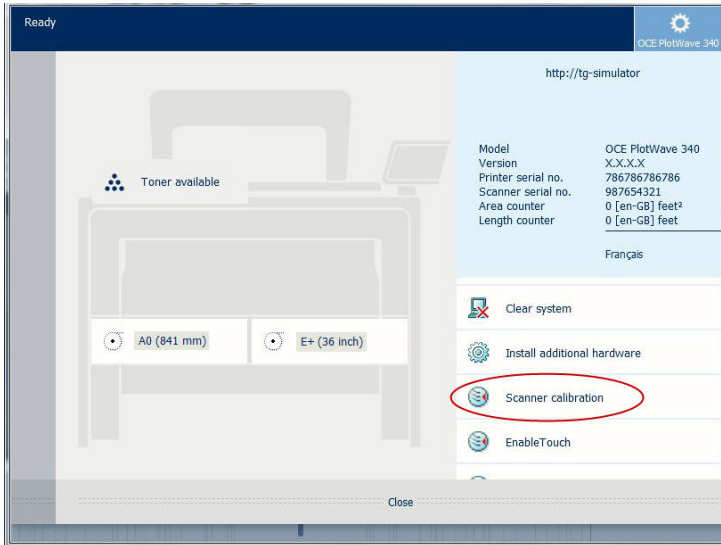 Ready
OCE PlotWave 340
http://tg-simulator
Model OCE PlotWave 340
Version X.X.X.X
Printer serial no. 786786786786
Scanner serial no. 987654321
Area counter 0 [en-GB] feet²
Length counter 0 [en-GB] feet
Français
Toner available
A0 (841 mm)
E+ (36 inch)
Clear system
Install additional hardware
Scanner calibration
EnableTouch
Close